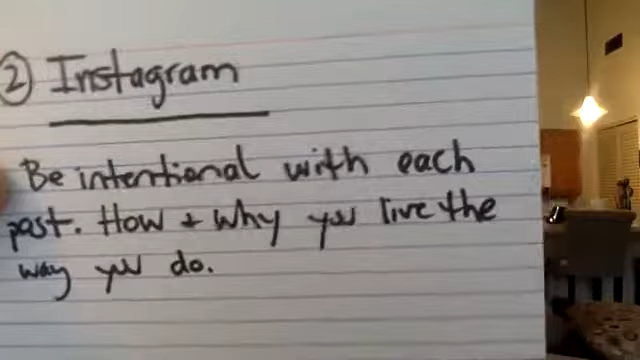 ② Instagram
Be intentional with each
post. How + Why you live the
way you do.